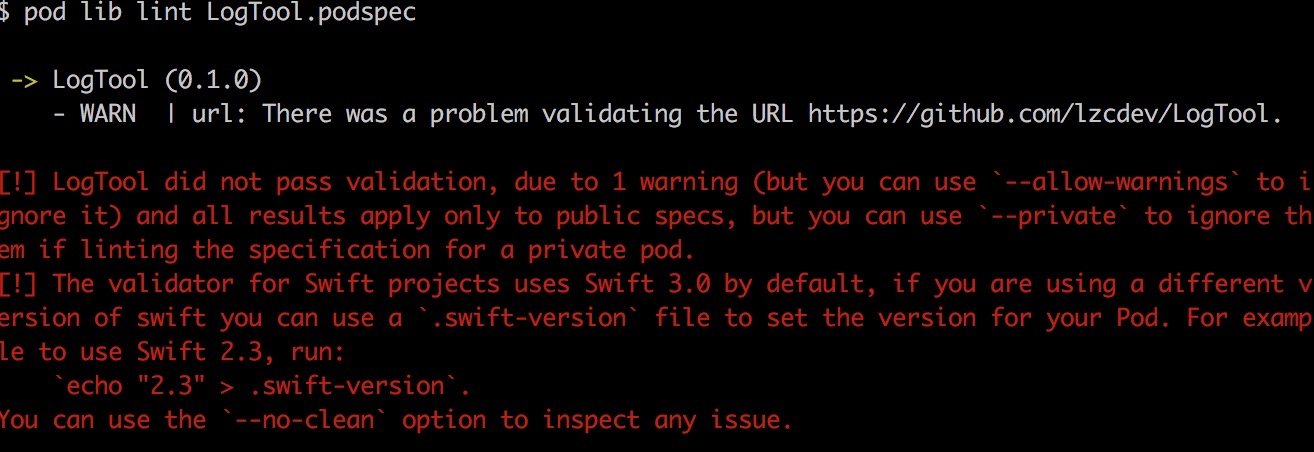 $ pod lib lint LogTool.podspec
-> LogTool (0.1.0)
- WARN | url: There was a problem validating the URL https://github.com/lzcdev/LogTool.
[!] LogTool did not pass validation, due to 1 warning (but you can use `--allow-warnings` to i
gnore it) and all results apply only to public specs, but you can use `--private` to ignore th
em if linting the specification for a private pod.
[!] The validator for Swift projects uses Swift 3.0 by default, if you are using a different v
ersion of swift you can use a `.swift-version` file to set the version for your Pod. For examp
le to use Swift 2.3, run:
`echo "2.3" > .swift-version`.
You can use the `--no-clean` option to inspect any issue.